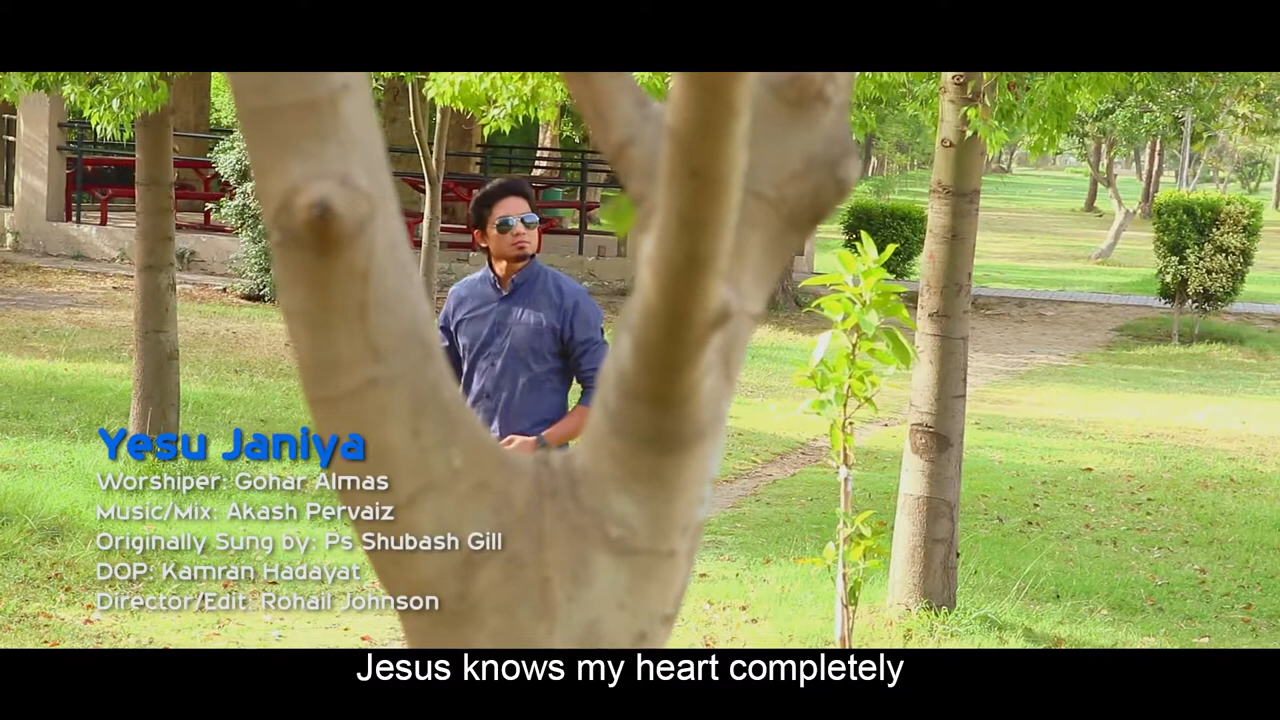 Yesu Janiya
Worshiper: Gohar Almas
Music/Mix: Akash Pervaiz
Originally Sung by: Ps Shubash Gill
DOP: Kamran Hadayat
Director/Edit: Rohail Johnson
Jesus knows my heart completely